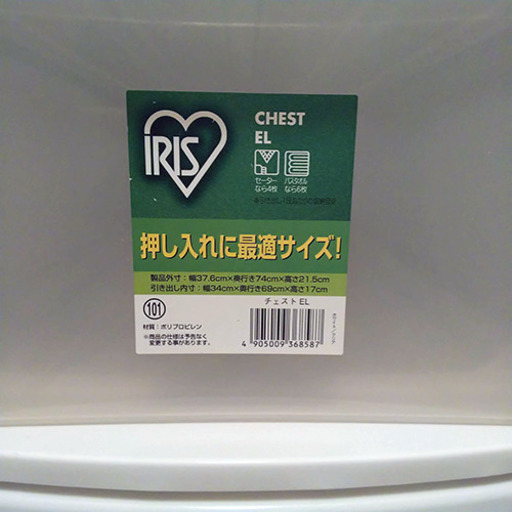 IRIS
CHEST
EL
セーター
なら4枚
バスタオル
なら6枚
押し入れに最適サイズ!
製品外寸:幅37.6cm×奥行き74cm×高さ21.5cm
引き出し内寸:幅34cm×奥行き69cm×高さ17cm
101
チェストEL
材質:ポリプロピレン
※商品の仕様は予告なく
変更する事があります。
4 905009 368587